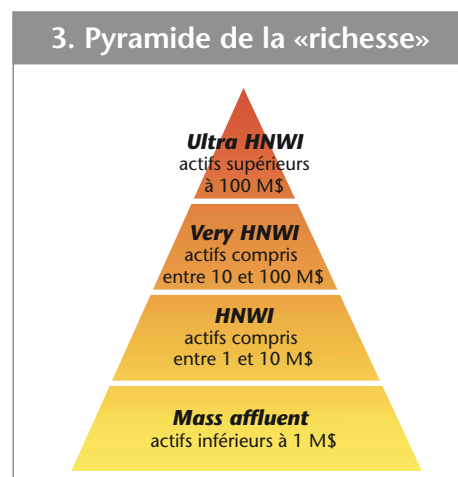 3. Pyramide de la «richesse»
Ultra HNWI
actifs supérieurs
à 100 M$
Very HNWI
actifs compris
entre 10 et 100 M$
HNWI
actifs compris
entre 1 et 10 M$
Mass affluent
actifs inférieurs à 1 M$